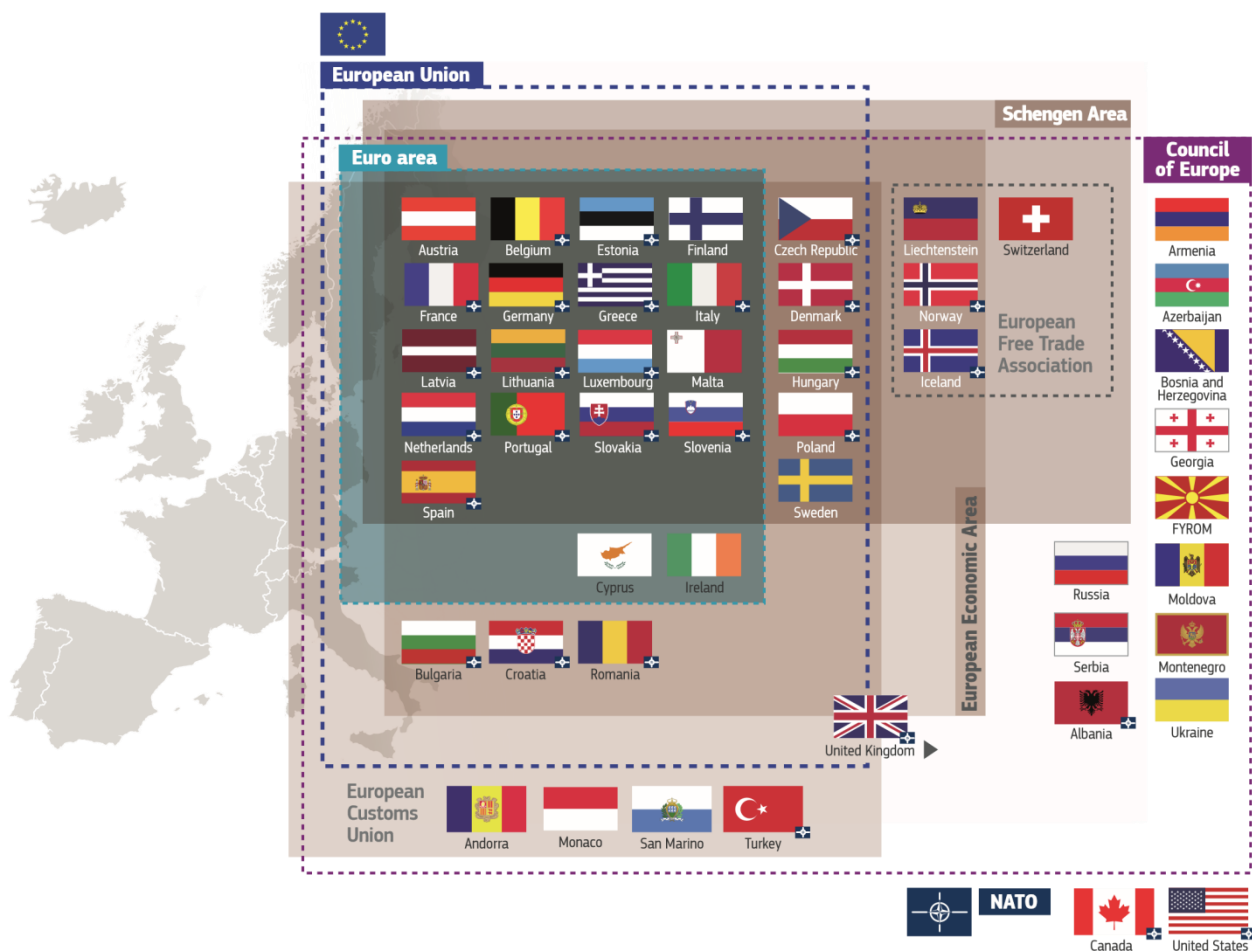 European Union
Schengen Area
Euro area
Council
of Europe
Austria
Belgium
Estonia
Finland
Czech Republic
Liechtenstein
Switzerland
Armenia
France
Germany
Greece
Italy
Denmark
Norway
European
Free Trade
Association
Azerbaijan
Latvia
Lithuania
Luxembourg
Malta
Hungary
Iceland
Bosnia and
Herzegovina
Netherlands
Portugal
Slovakia
Slovenia
Poland
Georgia
Spain
Sweden
FYROM
European Economic Area
Cyprus
Ireland
Russia
Moldova
Bulgaria
Croatia
Romania
Serbia
Montenegro
United Kingdom
Albania
Ukraine
European
Customs
Union
Andorra
Monaco
San Marino
Turkey
NATO
Canada
United States